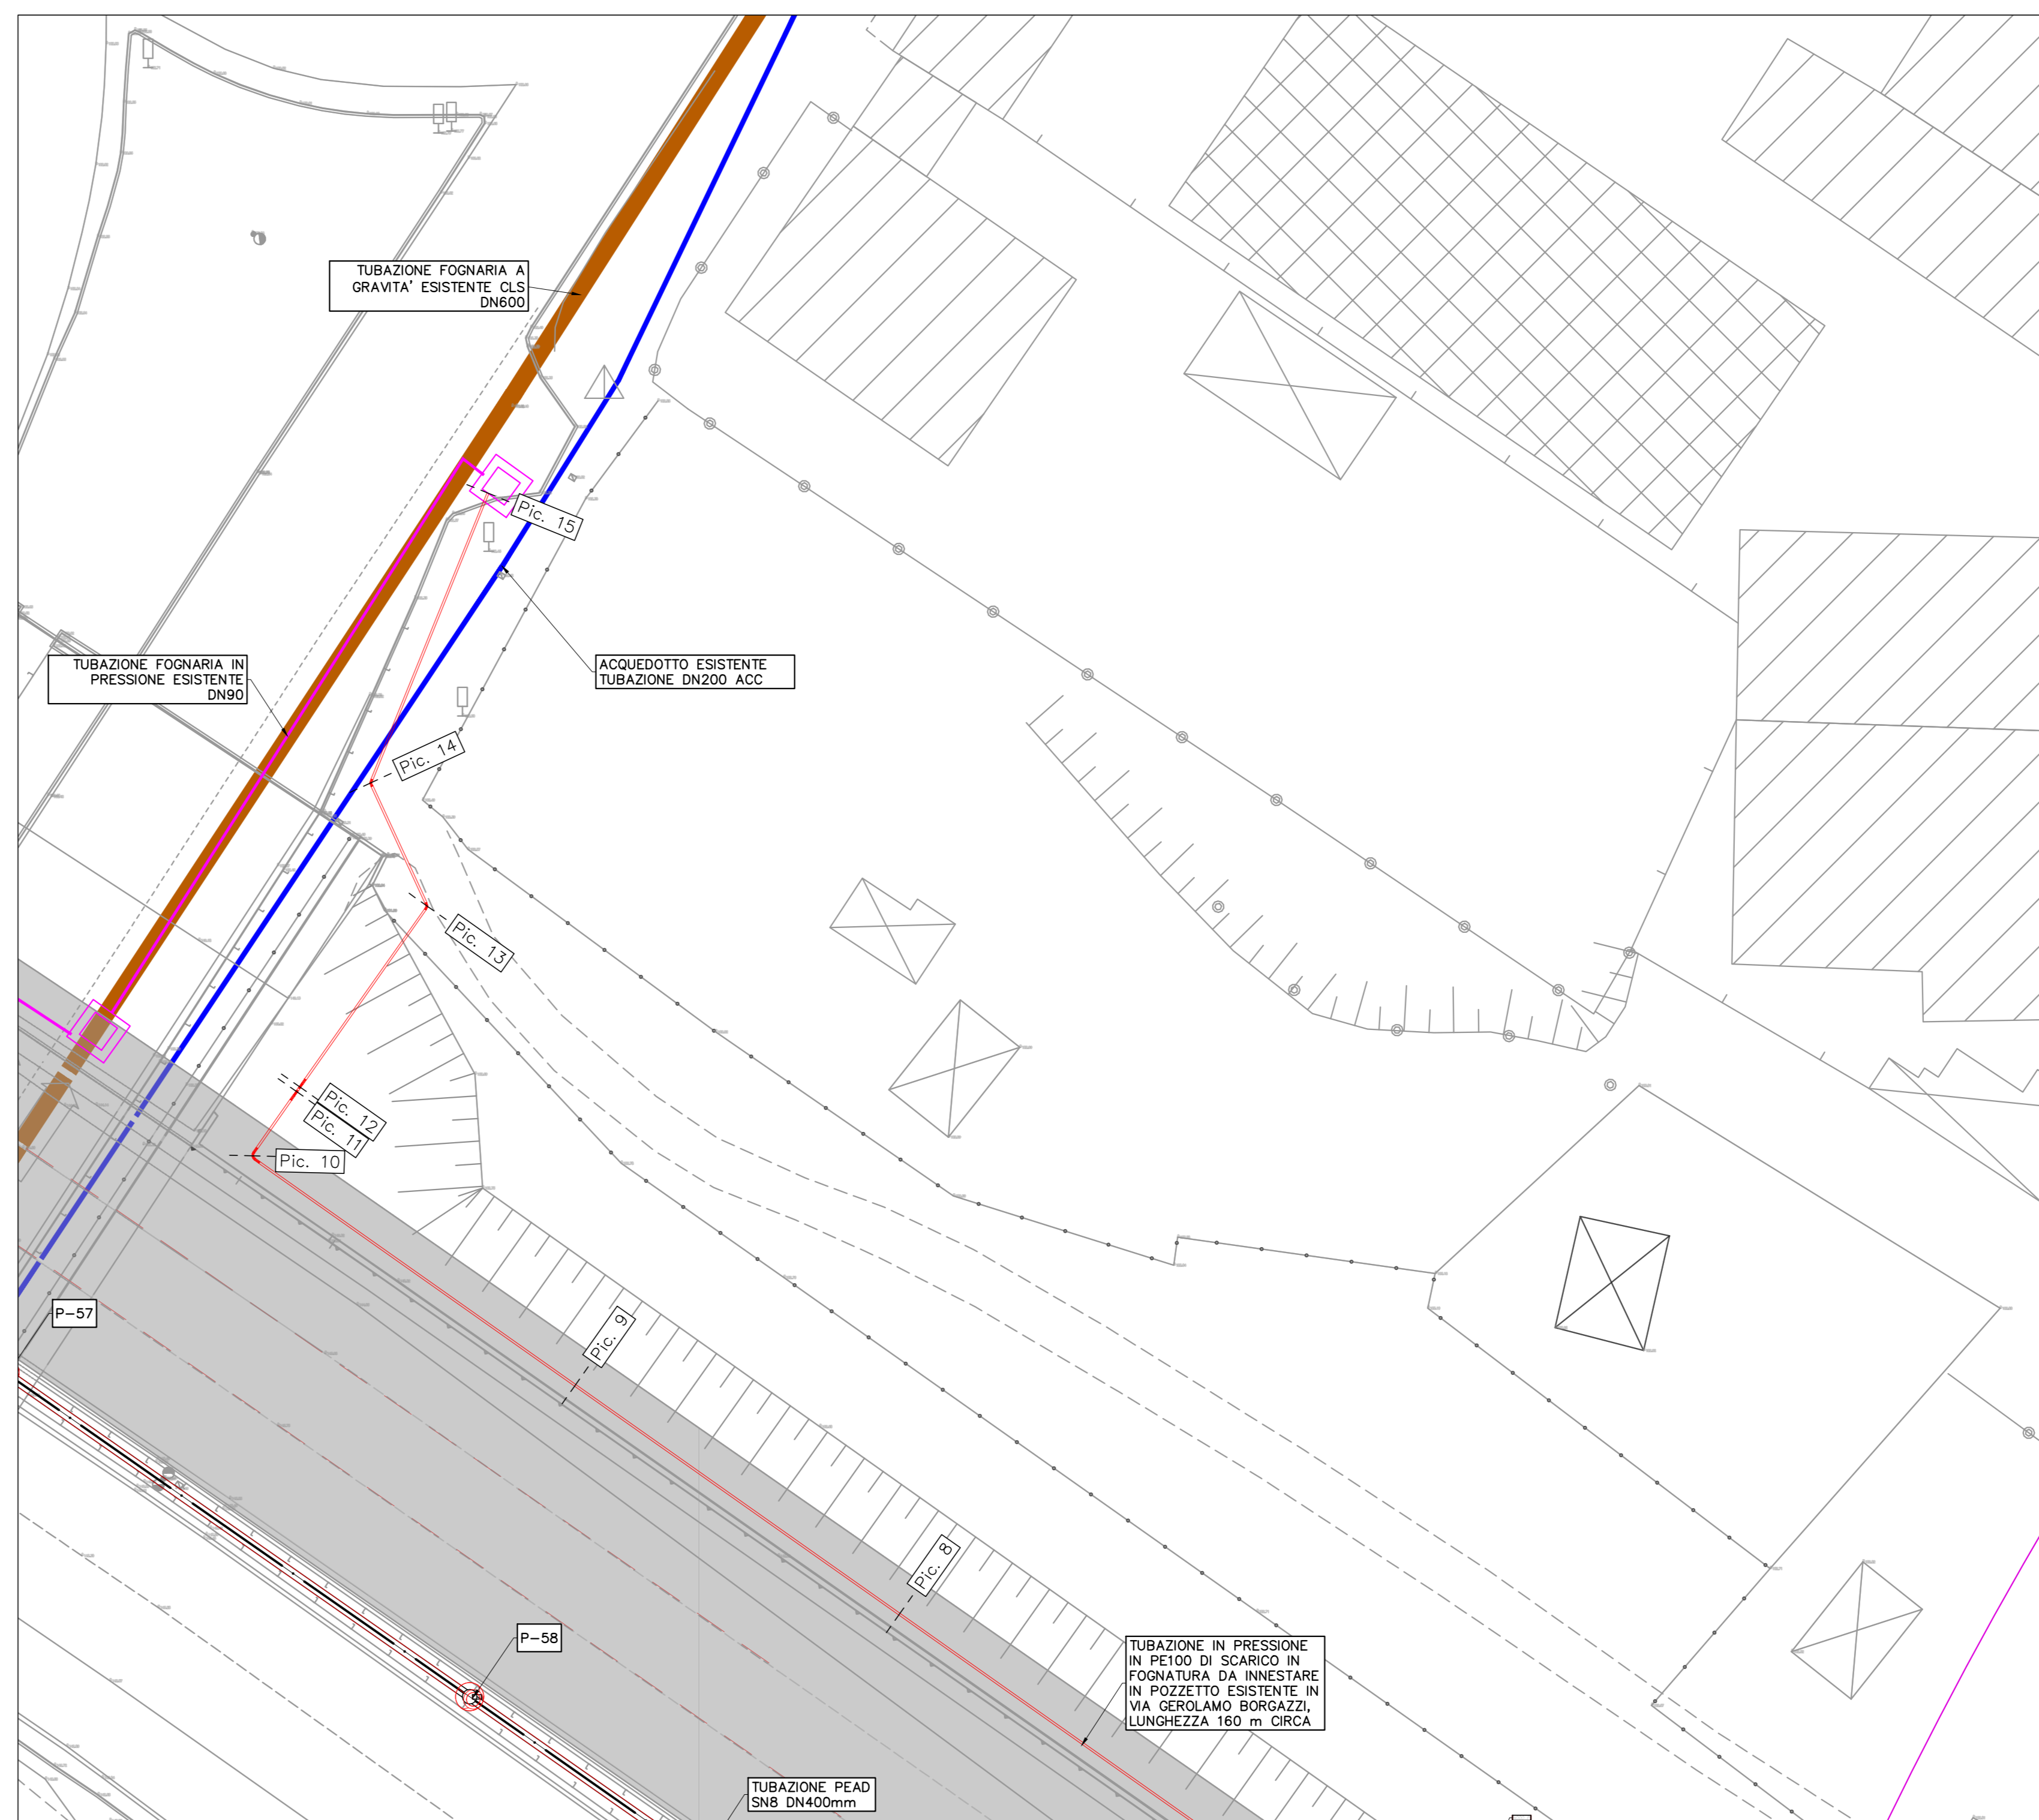 TUBAZIONE FOGNARIA A
GRAVITA' ESISTENTE CLS
DN600
Pic. 15
TUBAZIONE FOGNARIA IN
PRESSIONE ESISTENTE
DN90
ACQUEDOTTO ESISTENTE
TUBAZIONE DN200 ACC
Pic. 14
Pic. 13
Pic. 12
Pic. 11
Pic. 10
P-57
Pic. 9
Pic. 8
P-58
TUBAZIONE IN PRESSIONE
IN PE100 DI SCARICO IN
FOGNATURA DA INNESTARE
IN POZZETTO ESISTENTE IN
VIA GEROLAMO BORGAZZI,
LUNGHEZZA 160 m CIRCA
TUBAZIONE PEAD
SN8 DN400mm